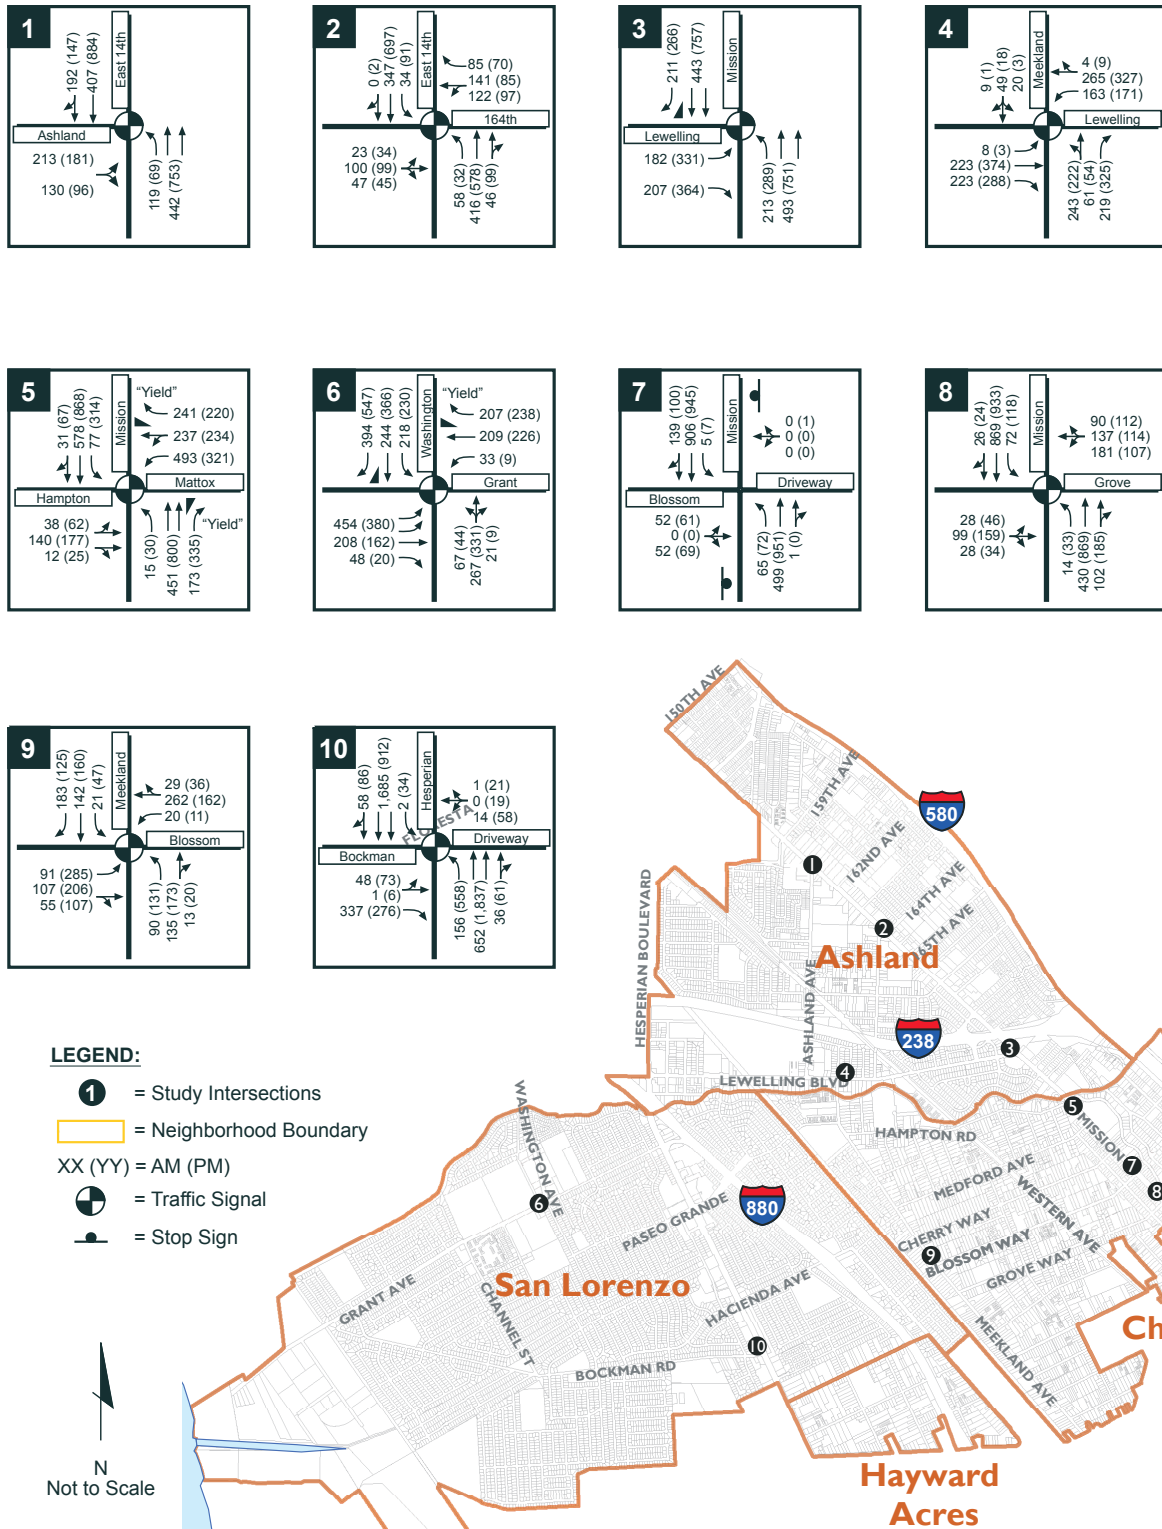 1
192 (147)
407 (884)
East 14th
Ashland
213 (181)
130 (96)
119 (69)
442 (753)
2
0 (2)
347 (697)
34 (91)
East 14th
85 (70)
141 (85)
122 (97)
164th
23 (34)
100 (99)
47 (45)
58 (32)
416 (578)
46 (99)
3
211 (266)
443 (757)
Mission
Lewelling
182 (331)
207 (364)
213 (289)
493 (751)
4
9 (1)
49 (18)
20 (3)
Meekland
4 (9)
265 (327)
163 (171)
Lewelling
8 (3)
223 (374)
223 (288)
243 (222)
61 (54)
219 (325)
5
31 (67)
578 (868)
77 (314)
Mission
"Yield"
241 (220)
237 (234)
493 (321)
Hampton
Mattox
38 (62)
140 (177)
12 (25)
15 (30)
451 (800)
173 (335)
"Yield"
6
394 (547)
244 (366)
218 (230)
Washington
"Yield"
207 (238)
209 (226)
33 (9)
Grant
454 (380)
208 (162)
48 (20)
67 (44)
267 (331)
21 (9)
7
139 (100)
906 (945)
5 (7)
Mission
0 (1)
0 (0)
0 (0)
Blossom
Driveway
52 (61)
0 (0)
52 (69)
65 (72)
499 (951)
1 (0)
8
26 (24)
869 (933)
72 (118)
Mission
90 (112)
137 (114)
181 (107)
Grove
28 (46)
99 (159)
28 (34)
14 (33)
430 (869)
102 (185)
9
183 (125)
142 (160)
21 (47)
Meekland
29 (36)
262 (162)
20 (11)
Blossom
91 (285)
107 (206)
55 (107)
90 (131)
135 (173)
13 (20)
10
58 (86)
1,685 (912)
2 (34)
Hesperian
FLORESTA
1 (21)
0 (19)
14 (58)
Bockman
Driveway
48 (73)
1 (6)
337 (276)
156 (558)
652 (1,837)
36 (61)
LEGEND:
1 = Study Intersections
= Neighborhood Boundary
XX (YY) = AM (PM)
= Traffic Signal
= Stop Sign
N
Not to Scale
150TH AVE
159TH AVE
580
1
162ND AVE
164TH AVE
2
165TH AVE
Ashland
HESPERIAN BOULEVARD
ASHLAND AVE
238
3
4
LEWELLING BLVD
WASHINGTON AVE
5
HAMPTON RD
MISSION
7
8
MEDFORD AVE
WESTERN AVE
6
880
PASEO GRANDE
CHERRY WAY
9
BLOSSOM WAY
GROVE WAY
San Lorenzo
GRANT AVE
CHANNEL ST
HACIENDA AVE
MEEKLAND AVE
Ch
10
BOCKMAN RD
Hayward
Acres